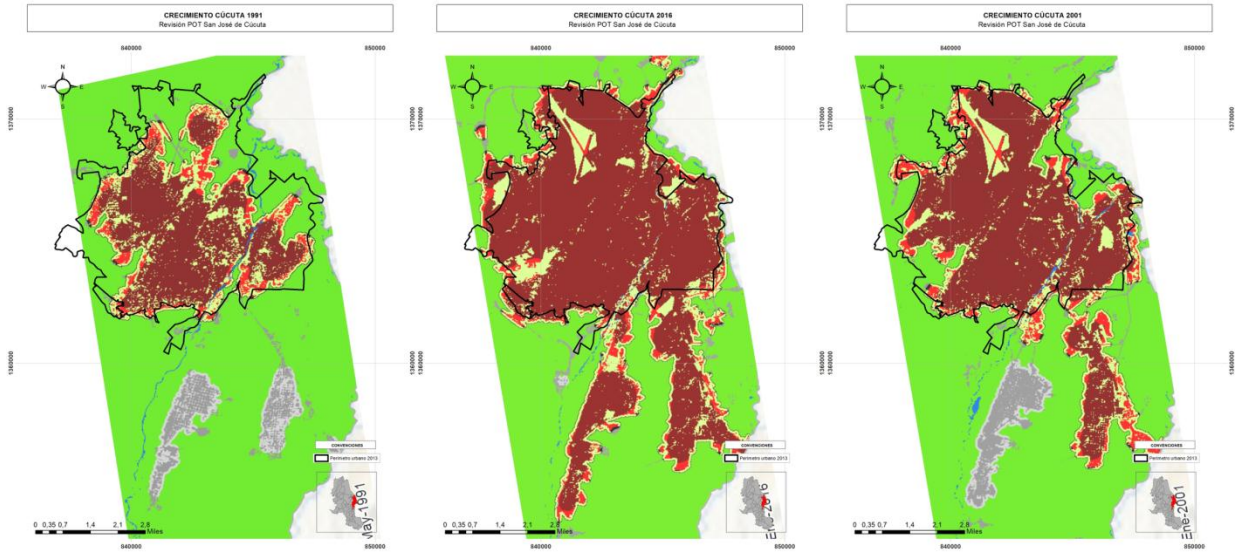 CRECIMIENTO CÚCUTA 1991
Revisión POT San José de Cúcuta
840000
850000
N
W E
S
1370000
1360000
CONVENCIONES
Perímetro urbano 2013
May-1991
0 0,35 0,7 1,4 2,1 2,8
Miles
840000
850000
CRECIMIENTO CÚCUTA 2016
Revisión POT San José de Cúcuta
840000
850000
N
W E
S
1370000
1360000
CONVENCIONES
Perímetro urbano 2013
Ene-2016
0 0,35 0,7 1,4 2,1 2,8
Miles
840000
850000
CRECIMIENTO CÚCUTA 2001
Revisión POT San José de Cúcuta
840000
850000
N
W E
S
1370000
1370000
1360000
1360000
CONVENCIONES
Perímetro urbano 2013
Ene-2001
0 0,35 0,7 1,4 2,1 2,8
Miles
840000
850000